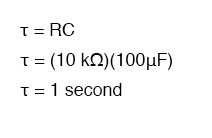 τ = RC
τ = (10 kΩ)(100µF)
τ = 1 second